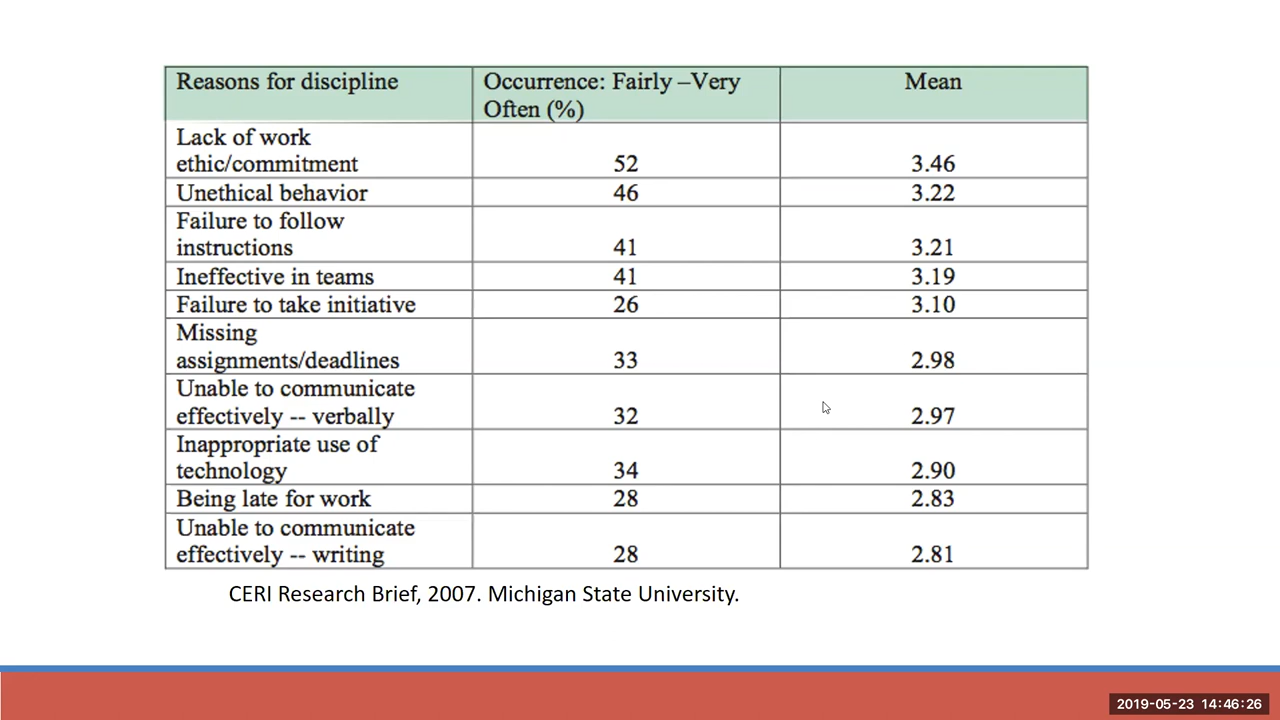 Reasons for discipline
Occurrence: Fairly –Very
Often (%)
Mean
Lack of work
ethic/commitment
52
3.46
Unethical behavior
46
3.22
Failure to follow
instructions
41
3.21
Ineffective in teams
41
3.19
Failure to take initiative
26
3.10
Missing
assignments/deadlines
33
2.98
Unable to communicate
effectively -- verbally
32
2.97
Inappropriate use of
technology
34
2.90
Being late for work
28
2.83
Unable to communicate
effectively -- writing
28
2.81
CERI Research Brief, 2007. Michigan State University.
2019-05-23 14:46:26